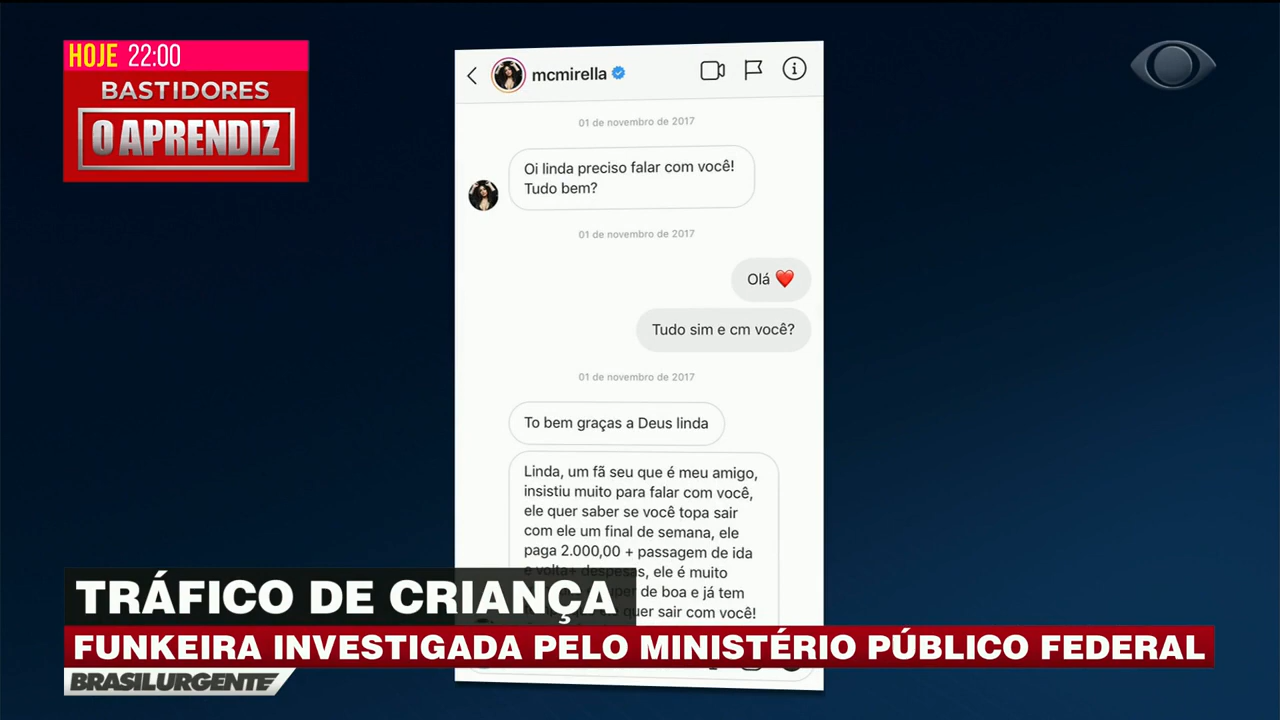 HOJE 22:00
BASTIDORES
O APRENDIZ
mcmirella
01 de novembro de 2017
Oi linda preciso falar com você!
Tudo bem?
01 de novembro de 2017
Olá ❤️
Tudo sim e cm você?
01 de novembro de 2017
To bem graças a Deus linda
Linda, um fã seu que é meu amigo,
insistiu muito para falar com você,
ele quer saber se você topa sair
com ele um final de semana, ele
paga 2.000,00 + passagem de ida
e volta+ despesas, ele é muito
de boa e já tem
quer sair com você!
TRÁFICO DE CRIANÇA
FUNKEIRA INVESTIGADA PELO MINISTÉRIO PÚBLICO FEDERAL
BRASILURGENTE